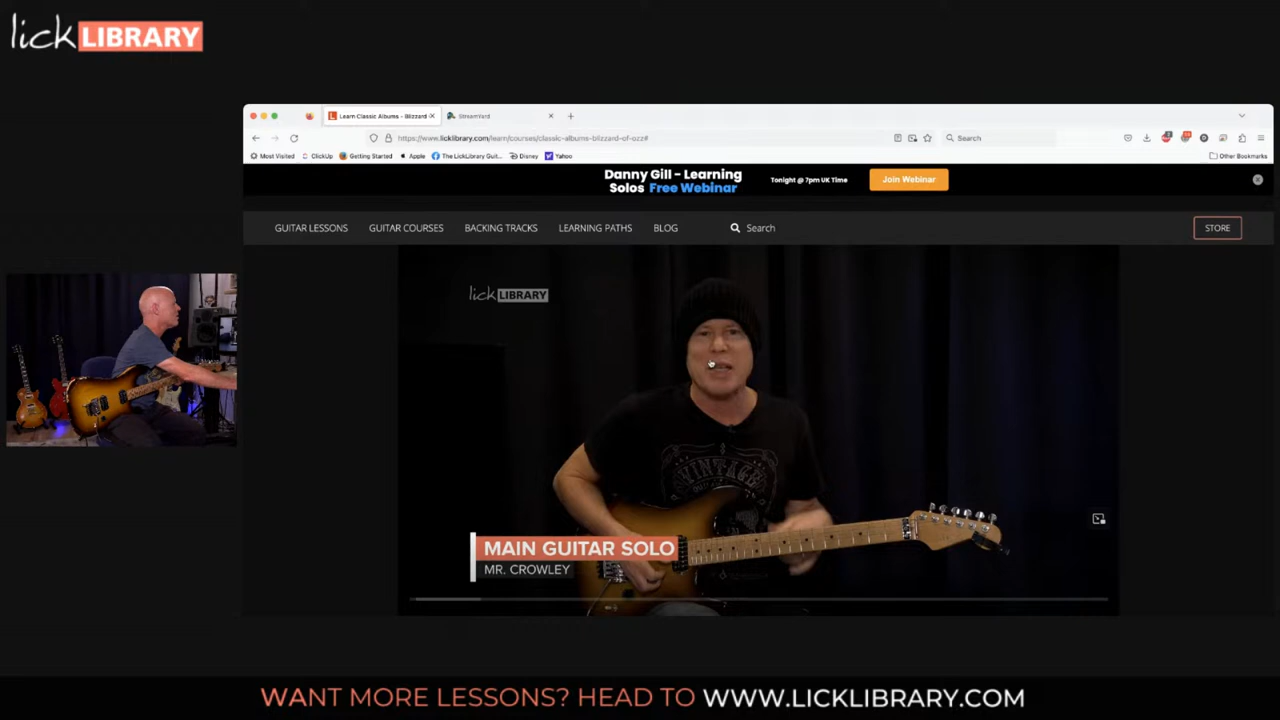 lick LIBRARY
Learn Classic Albums - Blizzard
StreamYard
https://www.licklibrary.com/learn/courses/classic-albums-blizzard-of-ozz#
Search
Most Visited ClickUp Getting Started Apple The LickLibrary Guit... Disney Yahoo Other Bookmarks
Danny Gill - Learning
Solos Free Webinar
Tonight @ 7pm UK Time
Join Webinar
GUITAR LESSONS GUITAR COURSES BACKING TRACKS LEARNING PATHS BLOG Search STORE
lick LIBRARY
VINTAGE
MAIN GUITAR SOLO
MR. CROWLEY
WANT MORE LESSONS? HEAD TO WWW.LICKLIBRARY.COM